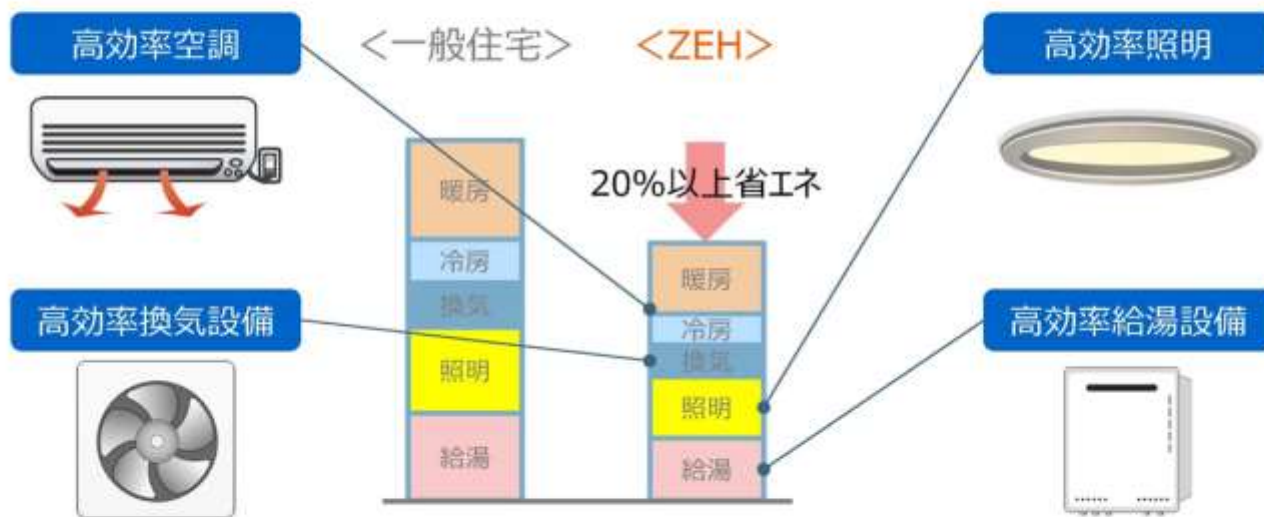 高効率空調
<一般住宅>
<ZEH>
高効率照明
20%以上省エネ
暖房
冷房
換気
照明
給湯
暖房
冷房
換気
照明
給湯
高効率換気設備
高効率給湯設備